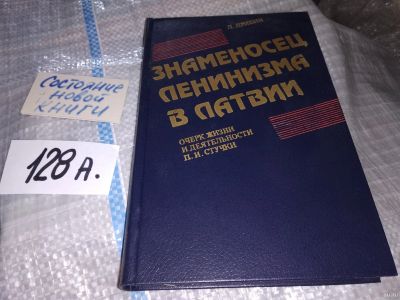 ЗНАМЕНОСЕЦ
ЛЕНИНИЗМА
В ЛАТВИИ
ОЧЕРК ЖИЗНИ
И ДЕЯТЕЛЬНОСТИ
П. И. СТУЧКИ
СОСТОЯНИЕ
НОВОЙ
КНИГИ
128 А.